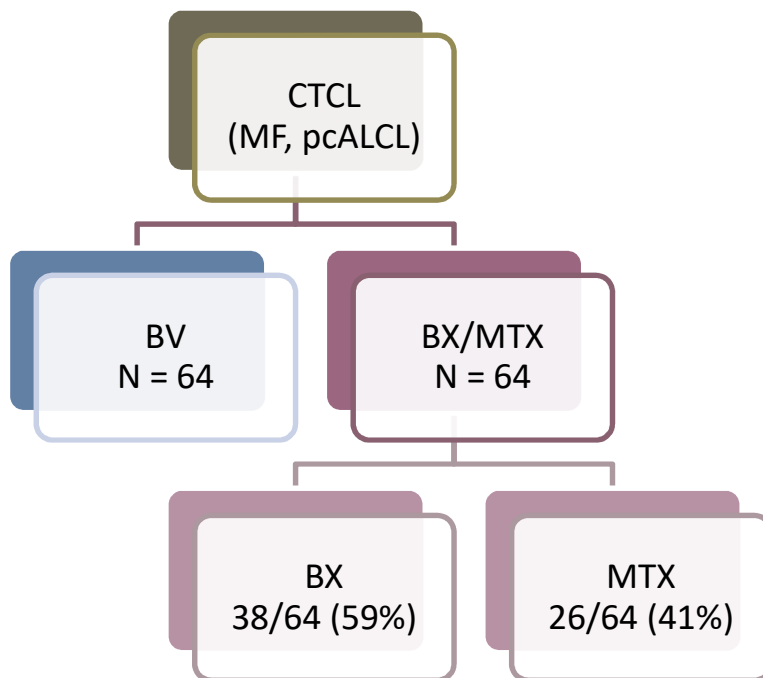 CTCL
(MF, pcALCL)
BV
N = 64
BX/MTX
N = 64
BX
38/64 (59%)
MTX
26/64 (41%)